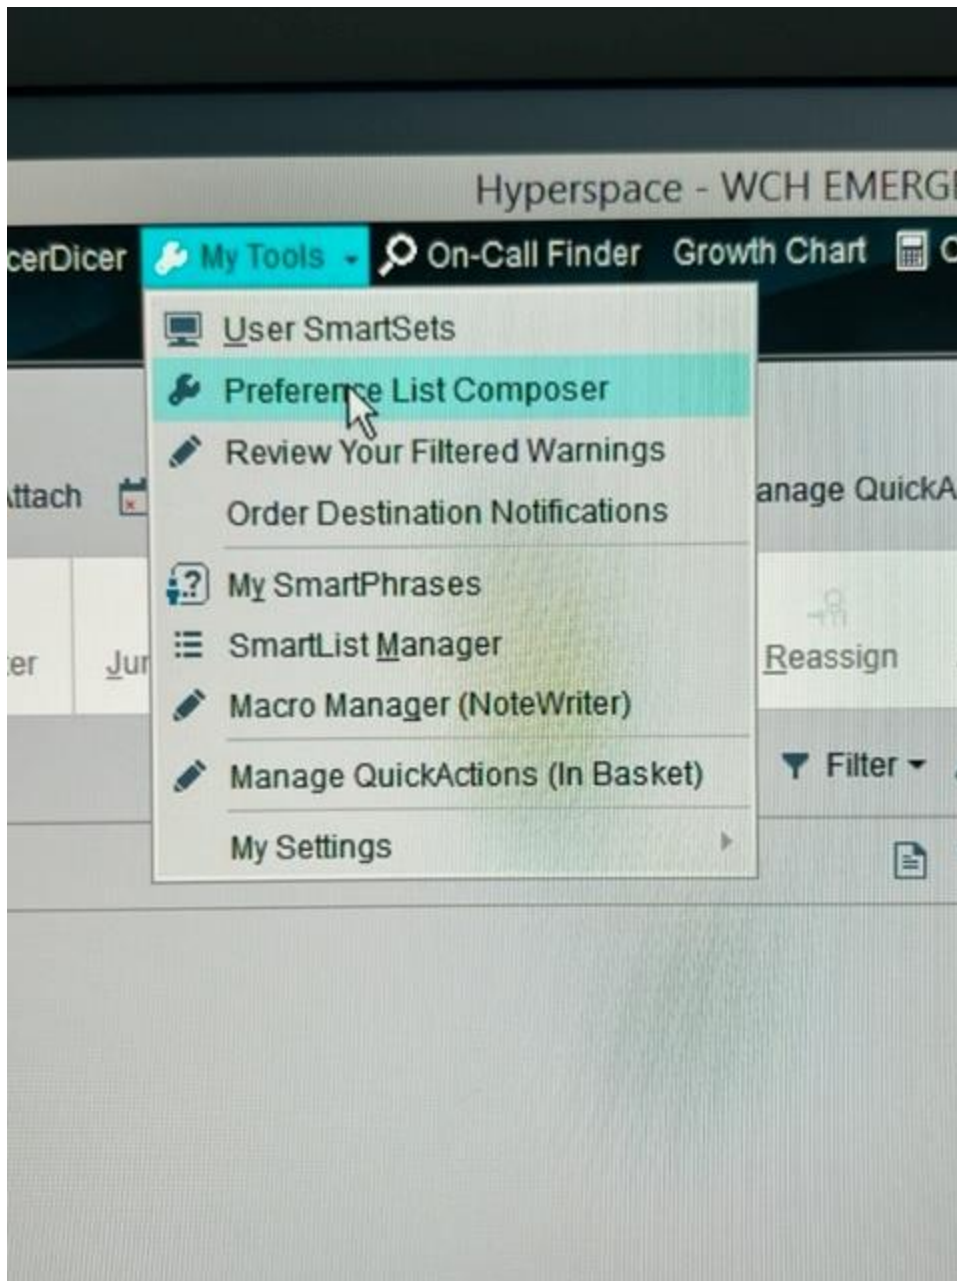 Hyperspace - WCH EMERG
cerDicer My Tools On-Call Finder Growth Chart
User SmartSets
Preference List Composer
Review Your Filtered Warnings
ttach anage QuickA
Order Destination Notifications
My SmartPhrases
SmartList Manager
er Jur Reassign
Macro Manager (NoteWriter)
Filter
Manage QuickActions (In Basket)
My Settings